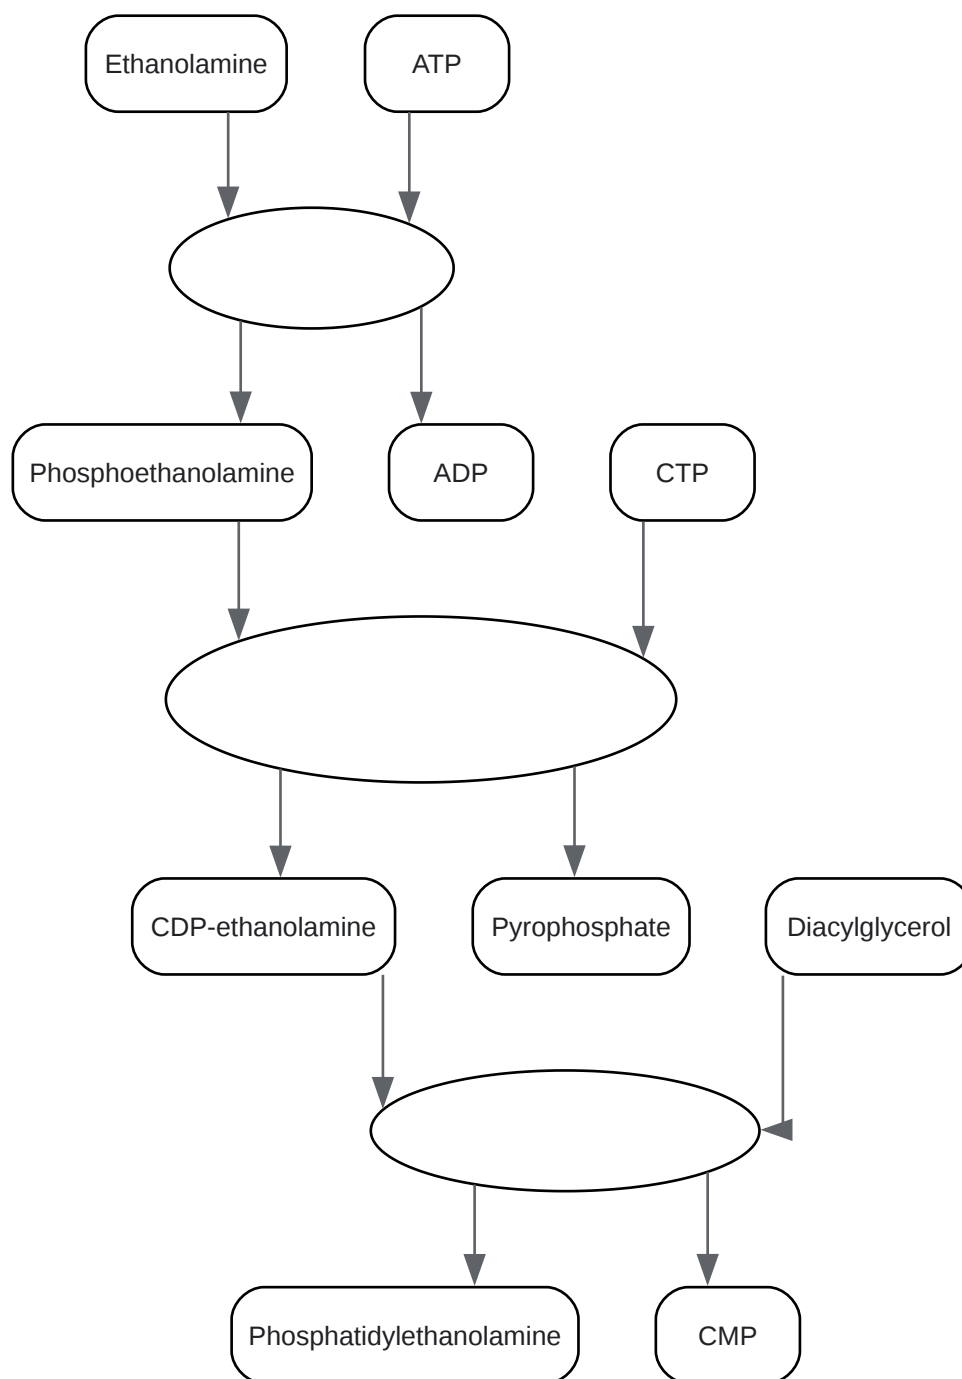 Ethanolamine
ATP
Phosphoethanolamine
ADP
CTP
CDP-ethanolamine
Pyrophosphate
Diacylglycerol
Phosphatidylethanolamine
CMP